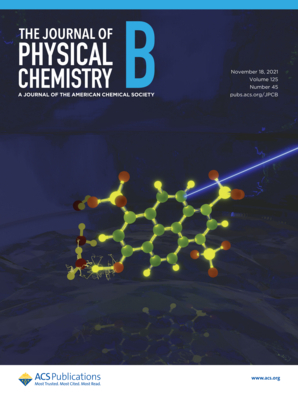 THE JOURNAL OF
PHYSICAL
CHEMISTRY
B
A JOURNAL OF THE AMERICAN CHEMICAL SOCIETY
November 18, 2021
Volume 125
Number 45
pubs.acs.org/JPCB
ACS Publications
Most Trusted. Most Cited. Most Read.
www.acs.org